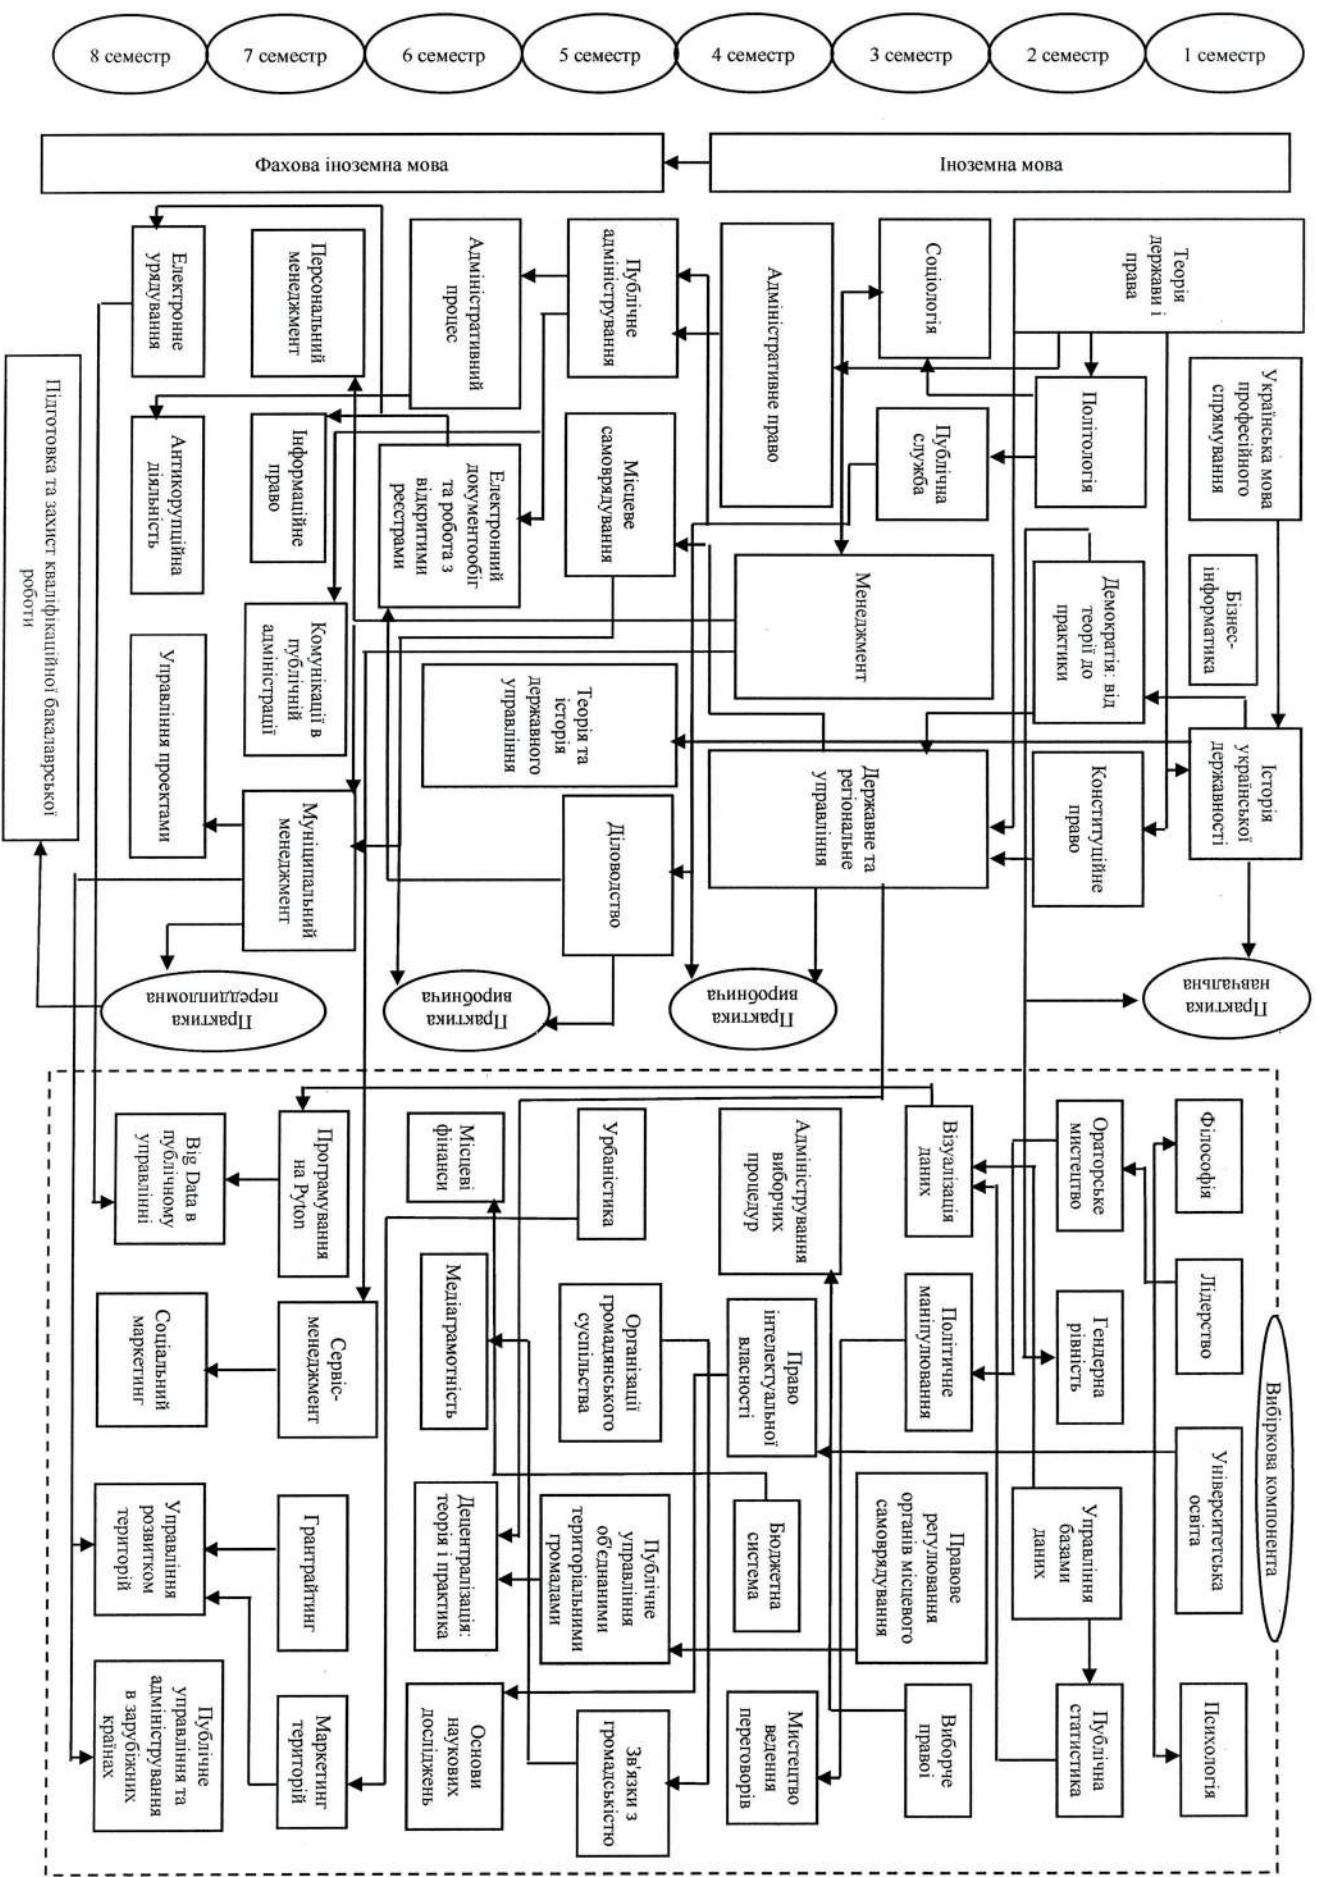 8 семестр
7 семестр
6 семестр
5 семестр
4 семестр
3 семестр
2 семестр
1 семестр
Фахова іноземна мова
Іноземна мова
Теорія
держави і
права
Українська мова
професійного
спрямування
Бізнес-
інформатика
Історія
української
державності
Практика
навчальна
Політологія
Демократія: від
теорії до
практики
Конституційне
право
Соціологія
Публічна
служба
Адміністративне право
Менеджмент
Державне та
регіональне
управління
Практика
виробнича
Публічне
адміністрування
Місцеве
самоврядування
Теорія та
історія
державного
управління
Діловодство
Адміністративний
процес
Електронний
документообіг
та робота з
відкритими
реєстрами
Практика
виробнича
Персональний
менеджмент
Інформаційне
право
Комунікації в
публічній
адміністрації
Муніципальний
менеджмент
Електронне
урядування
Антикорупційна
діяльність
Управління проектами
Практика
переддипломна
Підготовка та захист кваліфікаційної бакалаврської
роботи
Вибіркова компонента
Філософія
Лідерство
Університетська
освіта
Психологія
Ораторське
мистецтво
Гендерна
рівність
Управління
базами
даних
Публічна
статистика
Візуалізація
даних
Політичне
маніпулювання
Правове
регулювання
органів місцевого
самоврядування
Виборче
правоі
Адміністрування
виборчих
процедур
Право
інтелектуальної
власності
Бюджетна
система
Мистецтво
ведення
переговорів
Урбаністика
Організації
громадянського
суспільства
Публічне
управління
об'єднаними
територіальними
громадами
Зв'язки з
громадськістю
Місцеві
фінанси
Медіаграмотність
Децентралізація:
теорія і практика
Основи
наукових
досліджень
Програмування
на Pyton
Сервіс-
менеджмент
Грантрайтинг
Маркетинг
територій
Big Data в
публічному
управлінні
Соціальний
маркетинг
Управління
розвитком
територій
Публічне
управління та
адміністрування
в зарубіжних
країнах